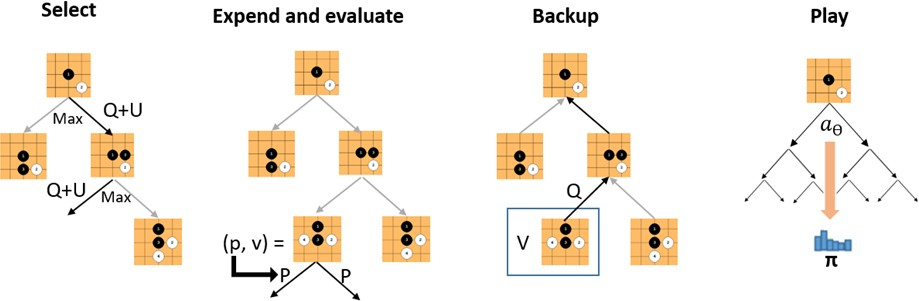 Select
Expend and evaluate
Backup
Play
Max
Q+U
Q+U
Max
(p, v) =
P
P
Q
V
aΘ
π